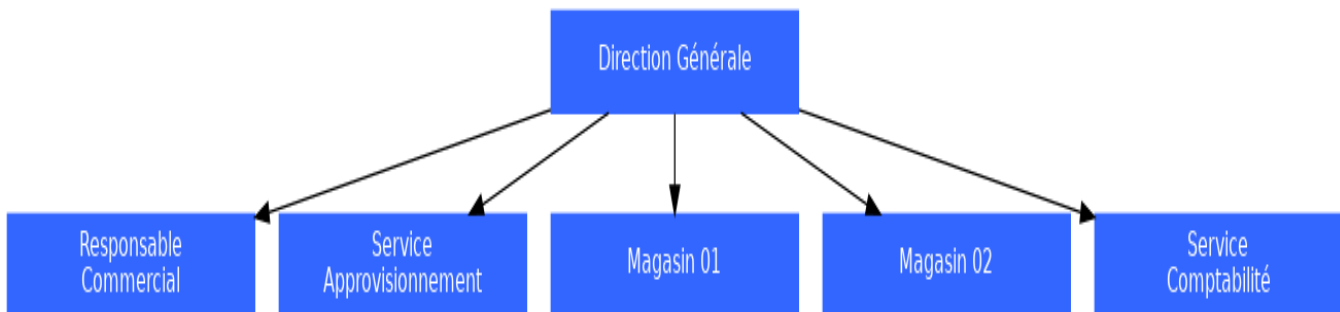 Direction Générale
Responsable
Commercial
Service
Approvisionnement
Magasin 01
Magasin 02
Service
Comptabilité